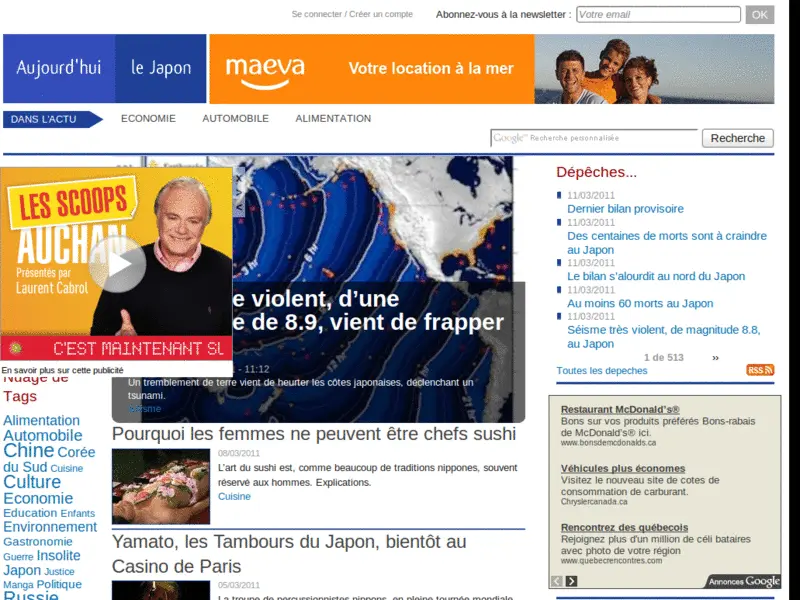 Se connecter / Créer un compte
Abonnez-vous à la newsletter :
Votre email
OK
Aujourd'hui
le Japon
maeva
Votre location à la mer
DANS L'ACTU
ECONOMIE
AUTOMOBILE
ALIMENTATION
Google™ Recherche personnalisée
Recherche
LES SCOOPS
AUCHAN
Présentés par
Laurent Cabrol
C'EST MAINTENANT SU
En savoir plus sur cette publicité
e violent, d'une
e de 8.9, vient de frapper
- 11:12
Un tremblement de terre vient de heurter les côtes japonaises, déclenchant un
tsunami.
Séisme
Dépêches...
11/03/2011
Dernier bilan provisoire
11/03/2011
Des centaines de morts sont à craindre
au Japon
11/03/2011
Le bilan s'alourdit au nord du Japon
11/03/2011
Au moins 60 morts au Japon
11/03/2011
Séisme très violent, de magnitude 8.8,
au Japon
1 de 513 ››
Toutes les depeches
RSS
Nuage de
Tags
Alimentation
Automobile
Chine Corée
du Sud Cuisine
Culture
Economie
Education Enfants
Environnement
Gastronomie
Guerre Insolite
Japon Justice
Manga Politique
Russie
Pourquoi les femmes ne peuvent être chefs sushi
08/03/2011
L'art du sushi est, comme beaucoup de traditions nippones, souvent
réservé aux hommes. Explications.
Cuisine
Yamato, les Tambours du Japon, bientôt au
Casino de Paris
05/03/2011
La troupe de percussionnistes nippons, en pleine tournée mondiale
Restaurant McDonald's®
Bons sur vos produits préférés Bons-rabais
de McDonald's® ici.
www.bonsdemcdonalds.ca
Véhicules plus économes
Visitez le nouveau site de cotes de
consommation de carburant.
Chryslercanada.ca
Rencontrez des québecois
Rejoignez plus d'un million de céli bataires
avec photo de votre région
www.quebecrencontres.com
Annonces Google